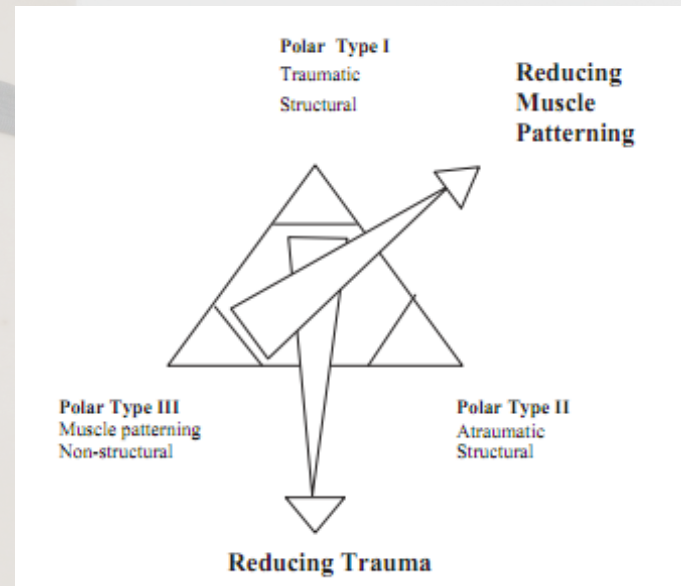 Polar Type I
Traumatic
Structural
Reducing
Muscle
Patterning
Polar Type III
Muscle patterning
Non-structural
Polar Type II
Atraumatic
Structural
Reducing Trauma